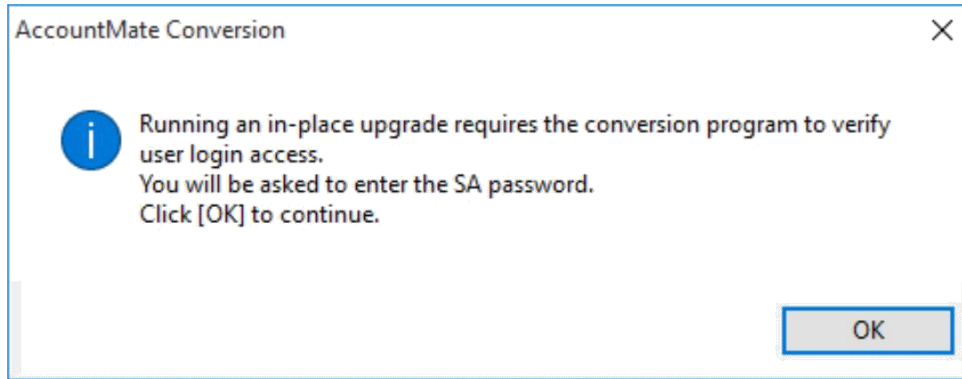 AccountMate Conversion
Running an in-place upgrade requires the conversion program to verify
user login access.
You will be asked to enter the SA password.
Click [OK] to continue.
OK